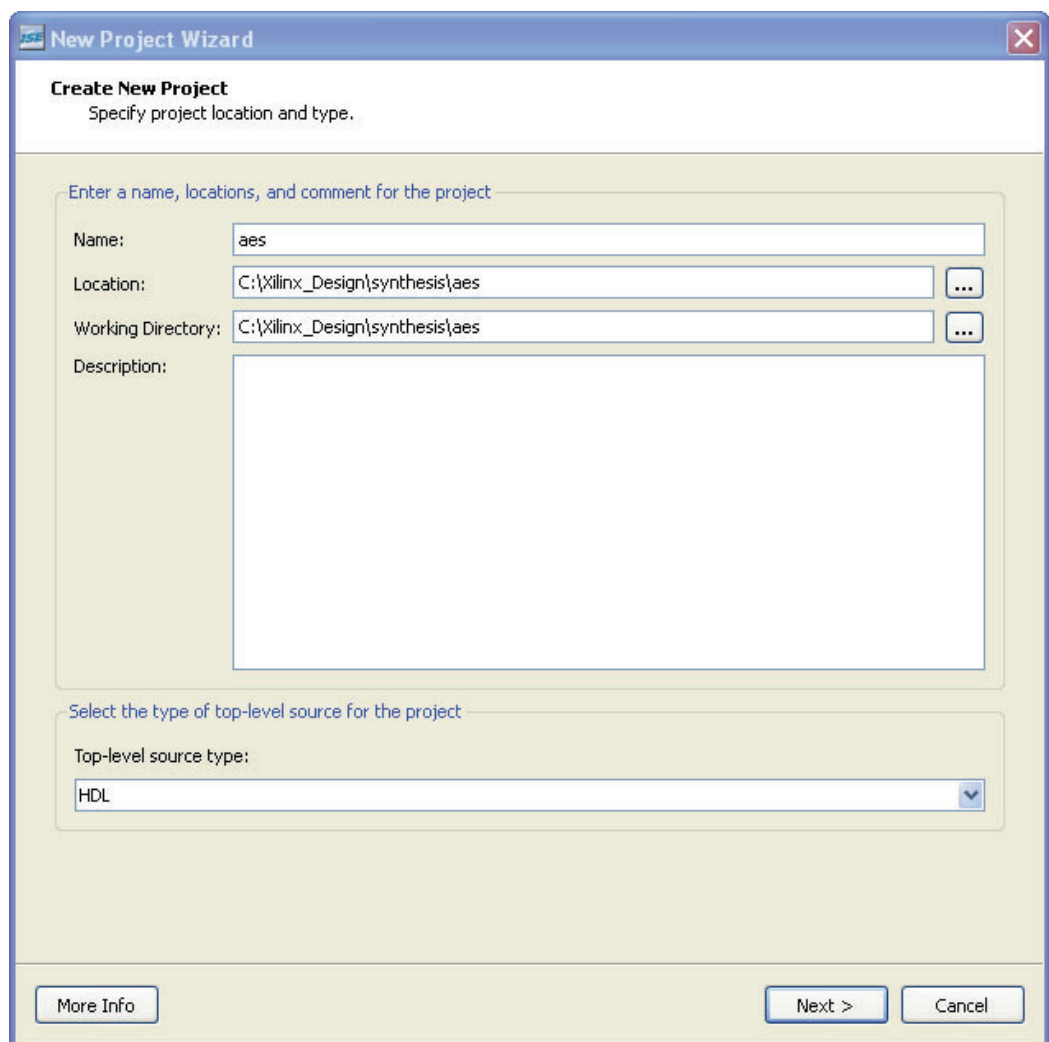 ISE New Project Wizard
Create New Project
Specify project location and type.
Enter a name, locations, and comment for the project
Name: aes
Location: C:\Xilinx_Design\synthesis\aes ...
Working Directory: C:\Xilinx_Design\synthesis\aes ...
Description:
Select the type of top-level source for the project
Top-level source type:
HDL
More Info Next > Cancel